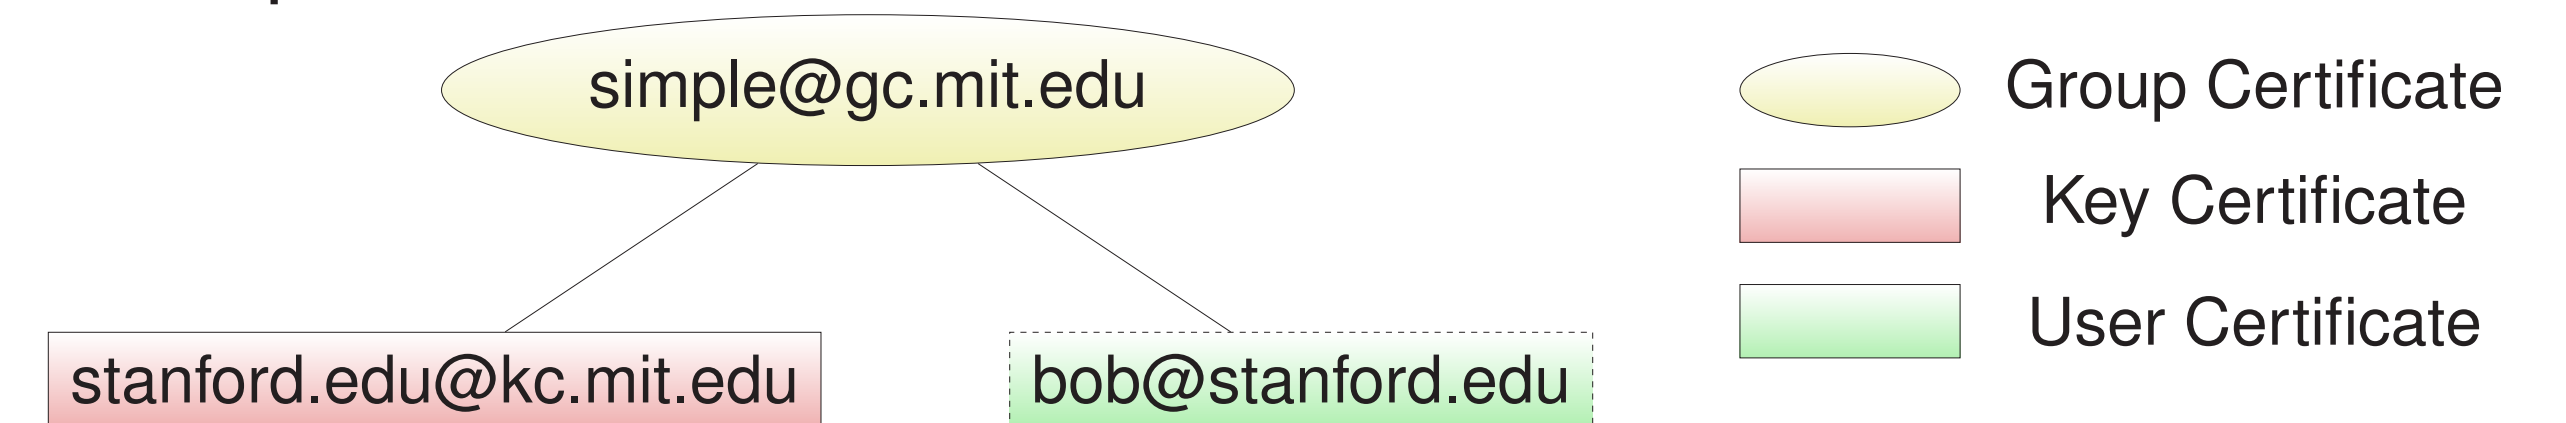 simple@gc.mit.edu
Group Certificate
Key Certificate
User Certificate
stanford.edu@kc.mit.edu
bob@stanford.edu